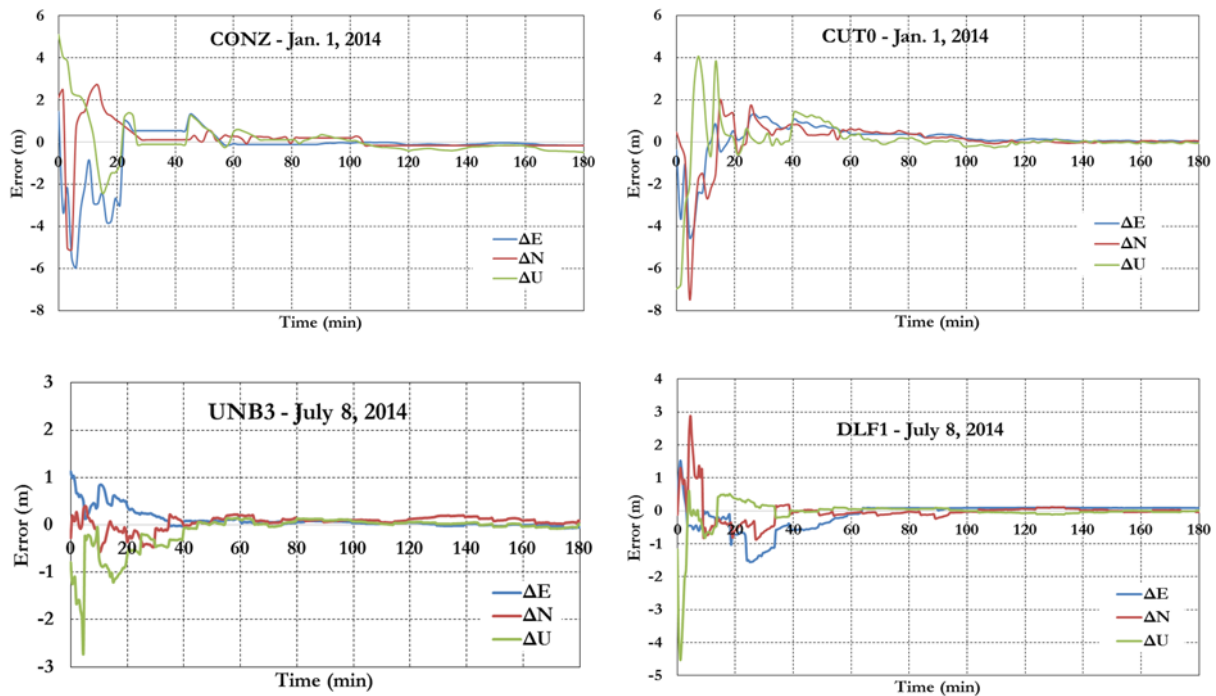 CONZ - Jan. 1, 2014
6
4
2
0
-2
-4
-6
-8
Error (m)
0 20 40 60 80 100 120 140 160 180
Time (min)
ΔE
ΔN
ΔU
CUT0 - Jan. 1, 2014
6
4
2
0
-2
-4
-6
-8
Error (m)
0 20 40 60 80 100 120 140 160 180
Time (min)
ΔE
ΔN
ΔU
UNB3 - July 8, 2014
3
2
1
0
-1
-2
-3
Error (m)
0 20 40 60 80 100 120 140 160 180
Time (min)
ΔE
ΔN
ΔU
DLF1 - July 8, 2014
4
3
2
1
0
-1
-2
-3
-4
-5
Error (m)
0 20 40 60 80 100 120 140 160 180
Time (min)
ΔE
ΔN
ΔU